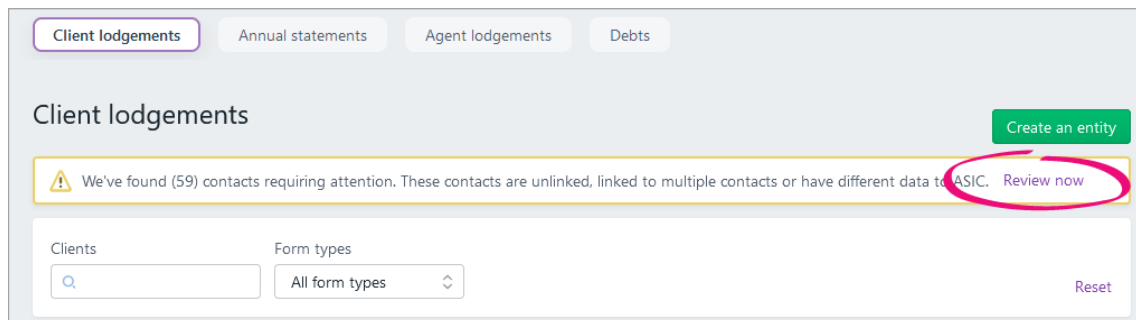 Client lodgements Annual statements Agent lodgements Debts
Client lodgements
Create an entity
We've found (59) contacts requiring attention. These contacts are unlinked, linked to multiple contacts or have different data to ASIC. Review now
Clients Form types
All form types
Reset